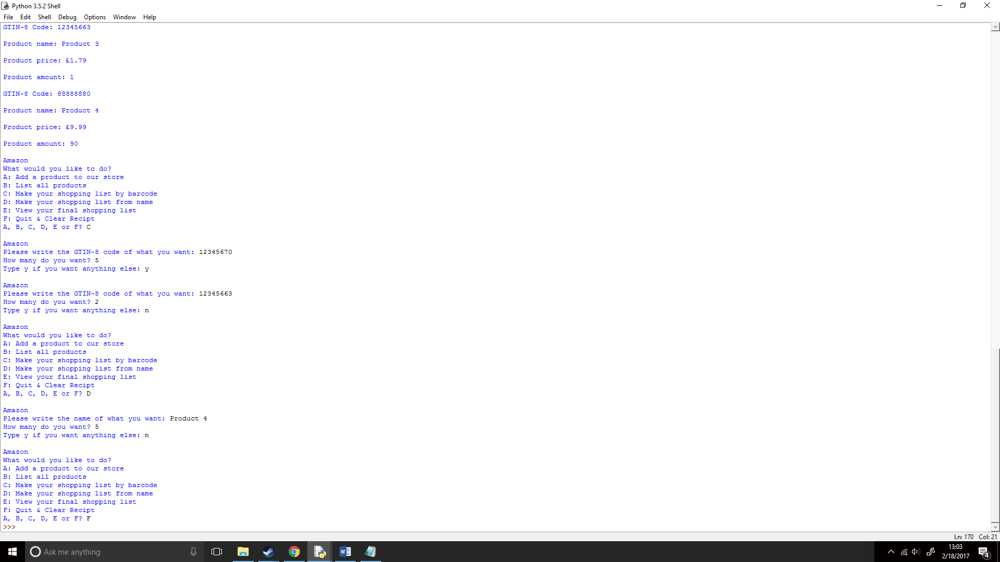 Python 3.5.2 Shell
File Edit Shell Debug Options Window Help
GTIN-8 Code: 12345663
Product name: Product 3
Product price: £1.79
Product amount: 1
GTIN-8 Code: 88888880
Product name: Product 4
Product price: £9.99
Product amount: 90
Amazon
What would you like to do?
A: Add a product to our store
B: List all products
C: Make your shopping list by barcode
D: Make your shopping list from name
E: View your final shopping list
F: Quit & Clear Recipt
A, B, C, D, E or F? C
Amazon
Please write the GTIN-8 code of what you want: 12345670
How many do you want? 5
Type y if you want anything else: y
Amazon
Please write the GTIN-8 code of what you want: 12345663
How many do you want? 2
Type y if you want anything else: n
Amazon
What would you like to do?
A: Add a product to our store
B: List all products
C: Make your shopping list by barcode
D: Make your shopping list from name
E: View your final shopping list
F: Quit & Clear Recipt
A, B, C, D, E or F? D
Amazon
Please write the name of what you want: Product 4
How many do you want? 5
Type y if you want anything else: n
Amazon
What would you like to do?
A: Add a product to our store
B: List all products
C: Make your shopping list by barcode
D: Make your shopping list from name
E: View your final shopping list
F: Quit & Clear Recipt
A, B, C, D, E or F? F
>>>
Ln: 170 Col: 21
Ask me anything
13:03
2/18/2017
4